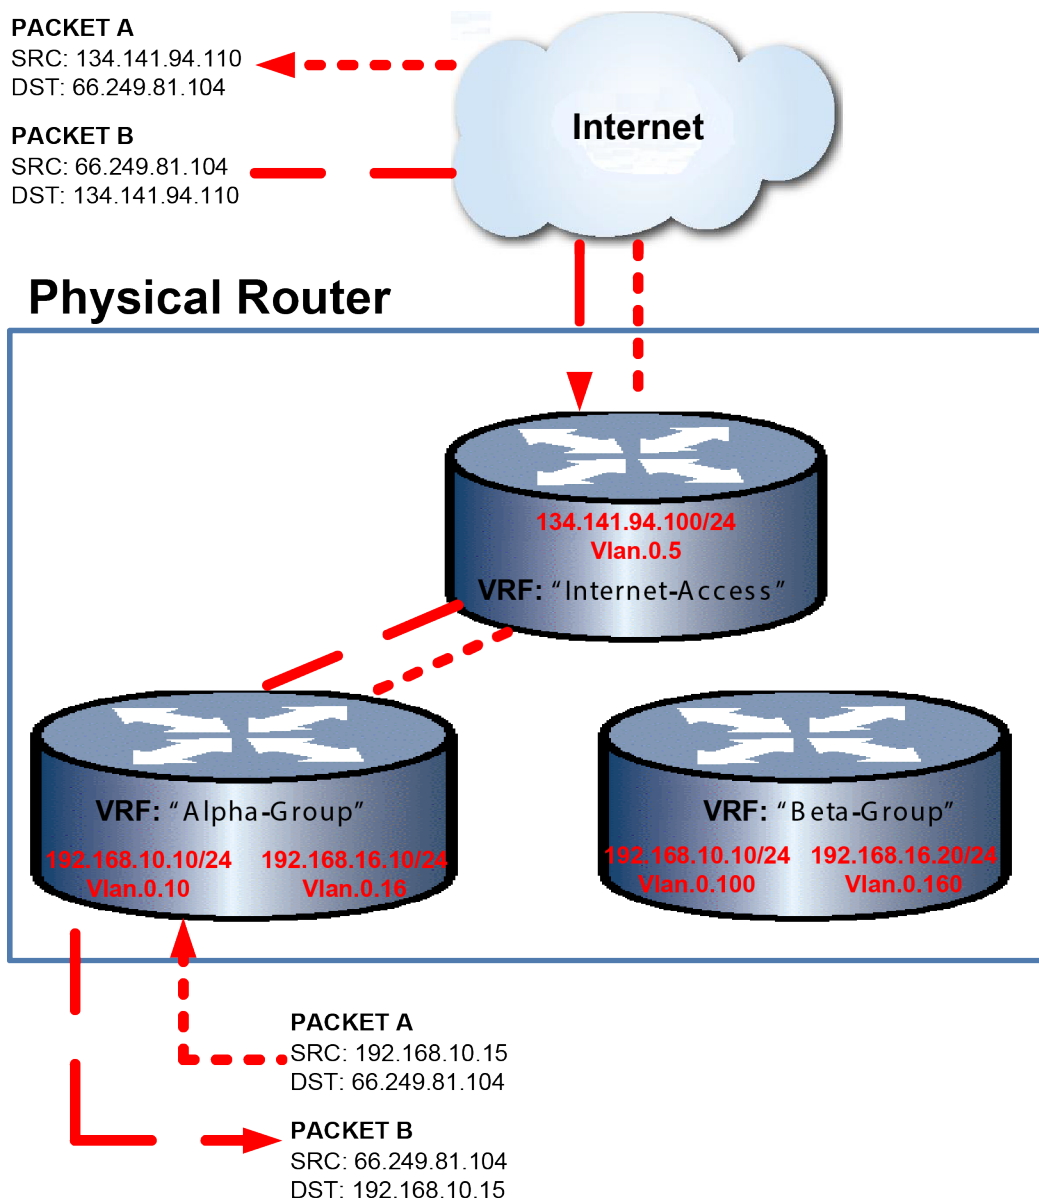 PACKET A
SRC: 134.141.94.110
DST: 66.249.81.104
PACKET B
SRC: 66.249.81.104
DST: 134.141.94.110
Internet
Physical Router
134.141.94.100/24
Vlan.0.5
VRF: “Internet-Access”
VRF: “Alpha-Group”
192.168.10.10/24 192.168.16.10/24
Vlan.0.10 Vlan.0.16
VRF: “Beta-Group”
192.168.10.10/24 192.168.16.20/24
Vlan.0.100 Vlan.0.160
PACKET A
SRC: 192.168.10.15
DST: 66.249.81.104
PACKET B
SRC: 66.249.81.104
DST: 192.168.10.15